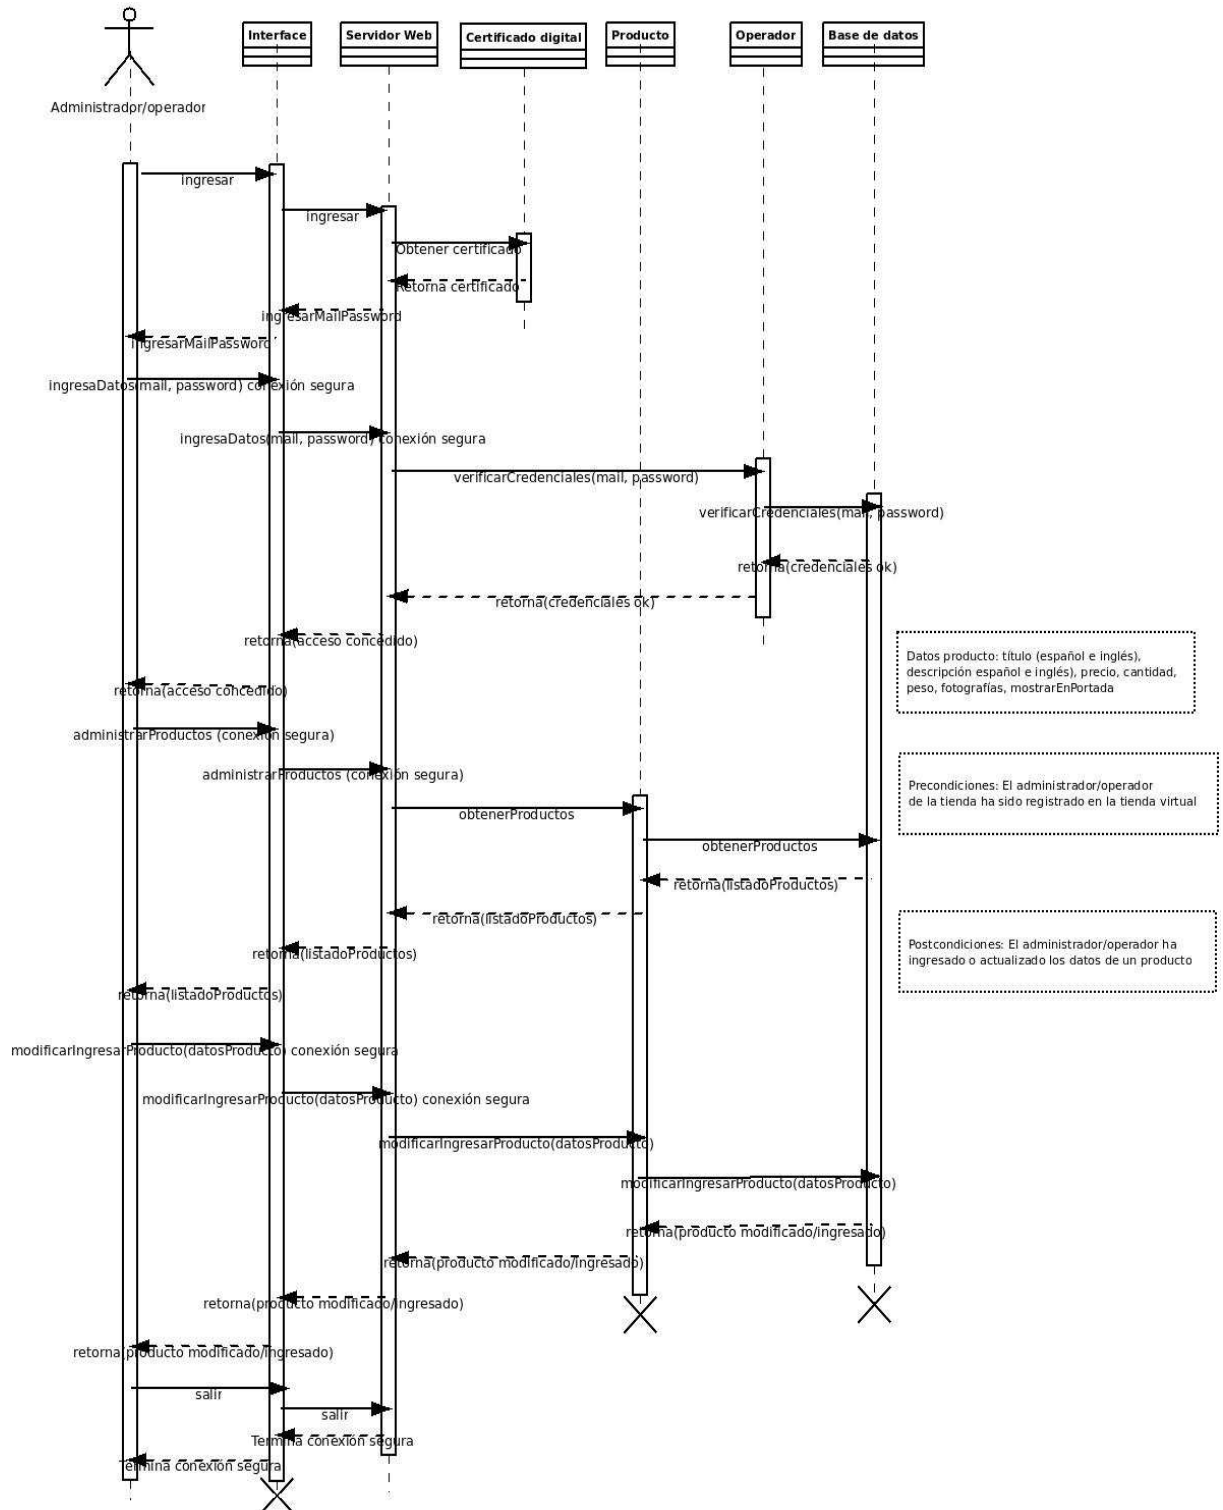 Interface
Servidor Web
Certificado digital
Producto
Operador
Base de datos
Administrador/operador
ingresar
ingresar
Obtener certificado
Retorna certificado
ingresarMailPassword
ingresarMailPassword
ingresaDatos(mail, password) conexión segura
ingresaDatos(mail, password) conexión segura
verificarCredenciales(mail, password)
verificarCredenciales(mail, password)
retorna(credenciales ok)
retorna(credenciales ok)
retorna(acceso concedido)
Datos producto: título (español e inglés),
descripción español e inglés), precio, cantidad,
peso, fotografías, mostrarEnPortada
retorna(acceso concedido)
administrarProductos (conexión segura)
administrarProductos (conexión segura)
Precondiciones: El administrador/operador
de la tienda ha sido registrado en la tienda virtual
obtenerProductos
obtenerProductos
retorna(listadoProductos)
retorna(listadoProductos)
retorna(listadoProductos)
Postcondiciones: El administrador/operador ha
ingresado o actualizado los datos de un producto
retorna(listadoProductos)
modificarIngresarProducto(datosProducto) conexión segura
modificarIngresarProducto(datosProducto) conexión segura
modificarIngresarProducto(datosProducto)
modificarIngresarProducto(datosProducto)
retorna(producto modificado/ingresado)
retorna(producto modificado/ingresado)
retorna(producto modificado/ingresado)
retorna(producto modificado/ingresado)
salir
salir
Termina conexión segura
Termina conexión segura